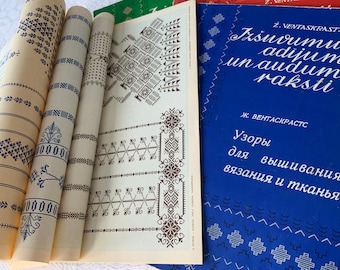 Ž. VENTASKRASTS
Izšuvumu
adījumu
un audumu
raksti
Ж. ВЕНТАСКРАСТС
Узоры
для вышивания
вязания и тканья